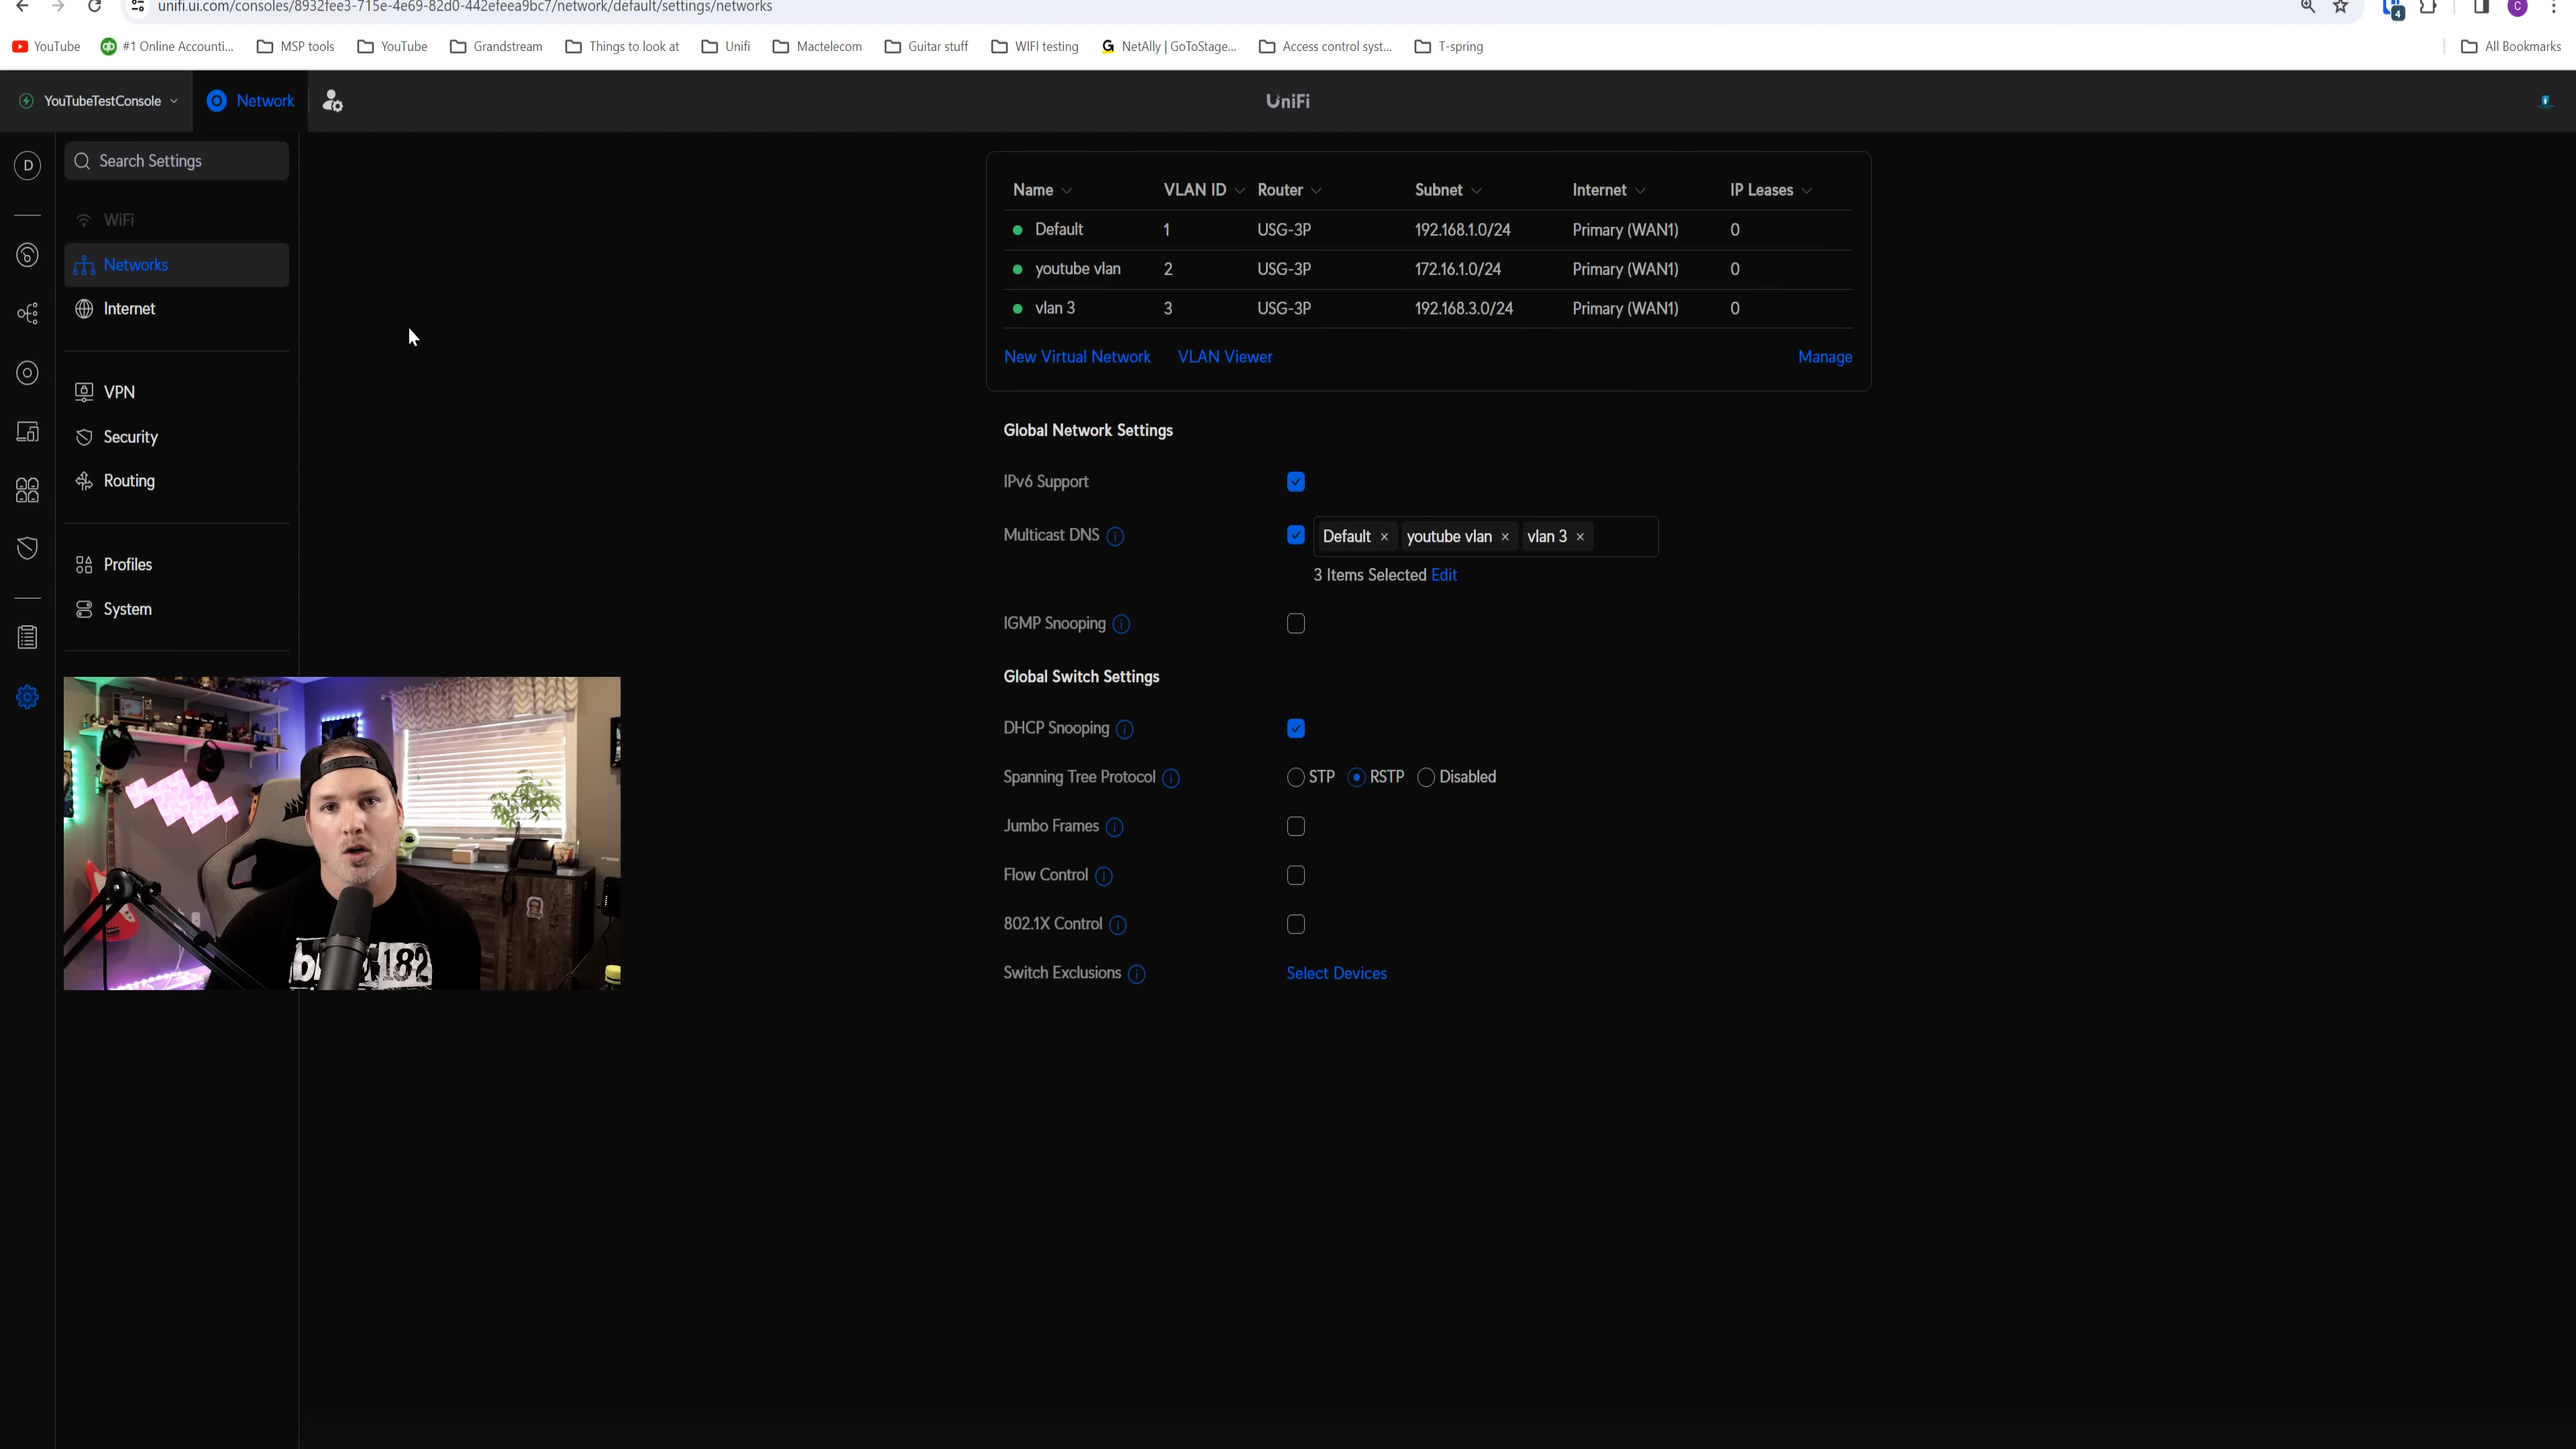 unifi.ui.com/consoles/8932fee3-715e-4e69-82d0-442efeea9bc7/network/default/settings/networks
4 C
YouTube #1 Online Accounti... MSP tools YouTube Grandstream Things to look at Unifi Mactelecom Guitar stuff WIFI testing NetAlly | GoToStage... Access control syst... T-spring All Bookmarks
YouTubeTestConsole Network UniFi
D
Search Settings
WiFi
Networks
Internet
VPN
Security
Routing
Profiles
System
Name VLAN ID Router Subnet Internet IP Leases
Default 1 USG-3P 192.168.1.0/24 Primary (WAN1) 0
youtube vlan 2 USG-3P 172.16.1.0/24 Primary (WAN1) 0
vlan 3 3 USG-3P 192.168.3.0/24 Primary (WAN1) 0
New Virtual Network VLAN Viewer Manage
Global Network Settings
IPv6 Support
Multicast DNS Default × youtube vlan × vlan 3 ×
3 Items Selected Edit
IGMP Snooping
Global Switch Settings
DHCP Snooping
Spanning Tree Protocol STP RSTP Disabled
Jumbo Frames
Flow Control
802.1X Control
Switch Exclusions Select Devices
182